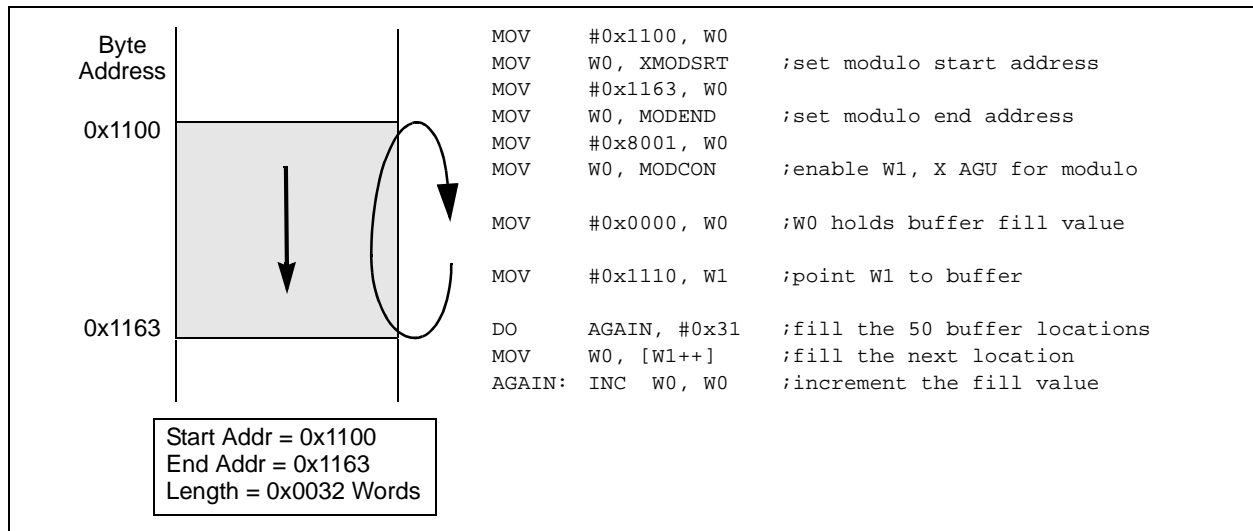 Byte
Address
0x1100
0x1163
Start Addr = 0x1100
End Addr = 0x1163
Length = 0x0032 Words
MOV #0x1100, W0
MOV W0, XMODSRT ;set modulo start address
MOV #0x1163, W0
MOV W0, MODEND ;set modulo end address
MOV #0x8001, W0
MOV W0, MODCON ;enable W1, X AGU for modulo
MOV #0x0000, W0 ;W0 holds buffer fill value
MOV #0x1110, W1 ;point W1 to buffer
DO AGAIN, #0x31 ;fill the 50 buffer locations
MOV W0, [W1++] ;fill the next location
AGAIN: INC W0, W0 ;increment the fill value